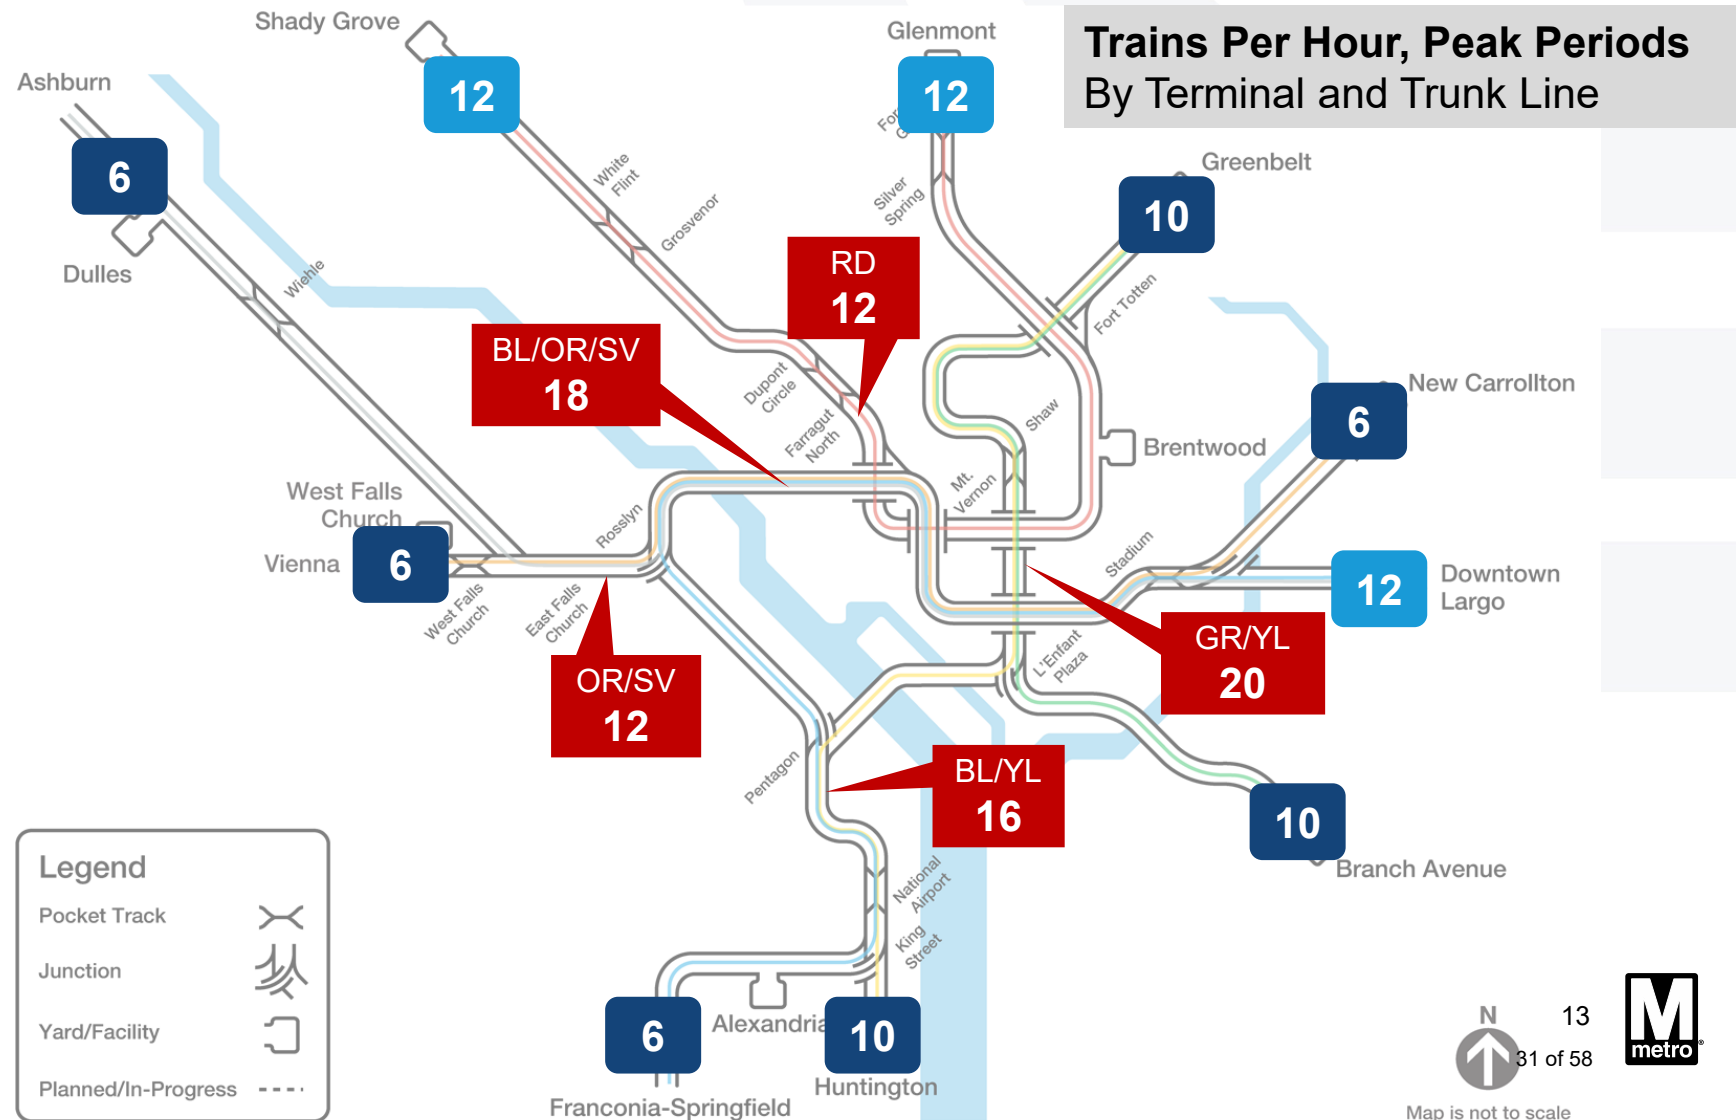 Trains Per Hour, Peak Periods
By Terminal and Trunk Line
Shady Grove
Glenmont
Ashburn
12
12
Greenbelt
6
10
White
Flint
Silver
Spring
Grosvenor
Dulles
Wiehle
RD
12
Fort Totten
BL/OR/SV
18
Dupont
Circle
Farragut
North
Shaw
New Carrollton
6
Brentwood
Mt.
Vernon
West Falls
Church
Rosslyn
Vienna
6
West Falls
Church
East Falls
Church
Stadium
12
Downtown
Largo
OR/SV
12
L'Enfant
Plaza
GR/YL
20
Pentagon
BL/YL
16
10
Branch Avenue
National
Airport
King
Street
Legend
Pocket Track
Junction
Yard/Facility
Planned/In-Progress
6
Alexandria
10
Huntington
Franconia-Springfield
N
13
31 of 58
M
metro
Map is not to scale